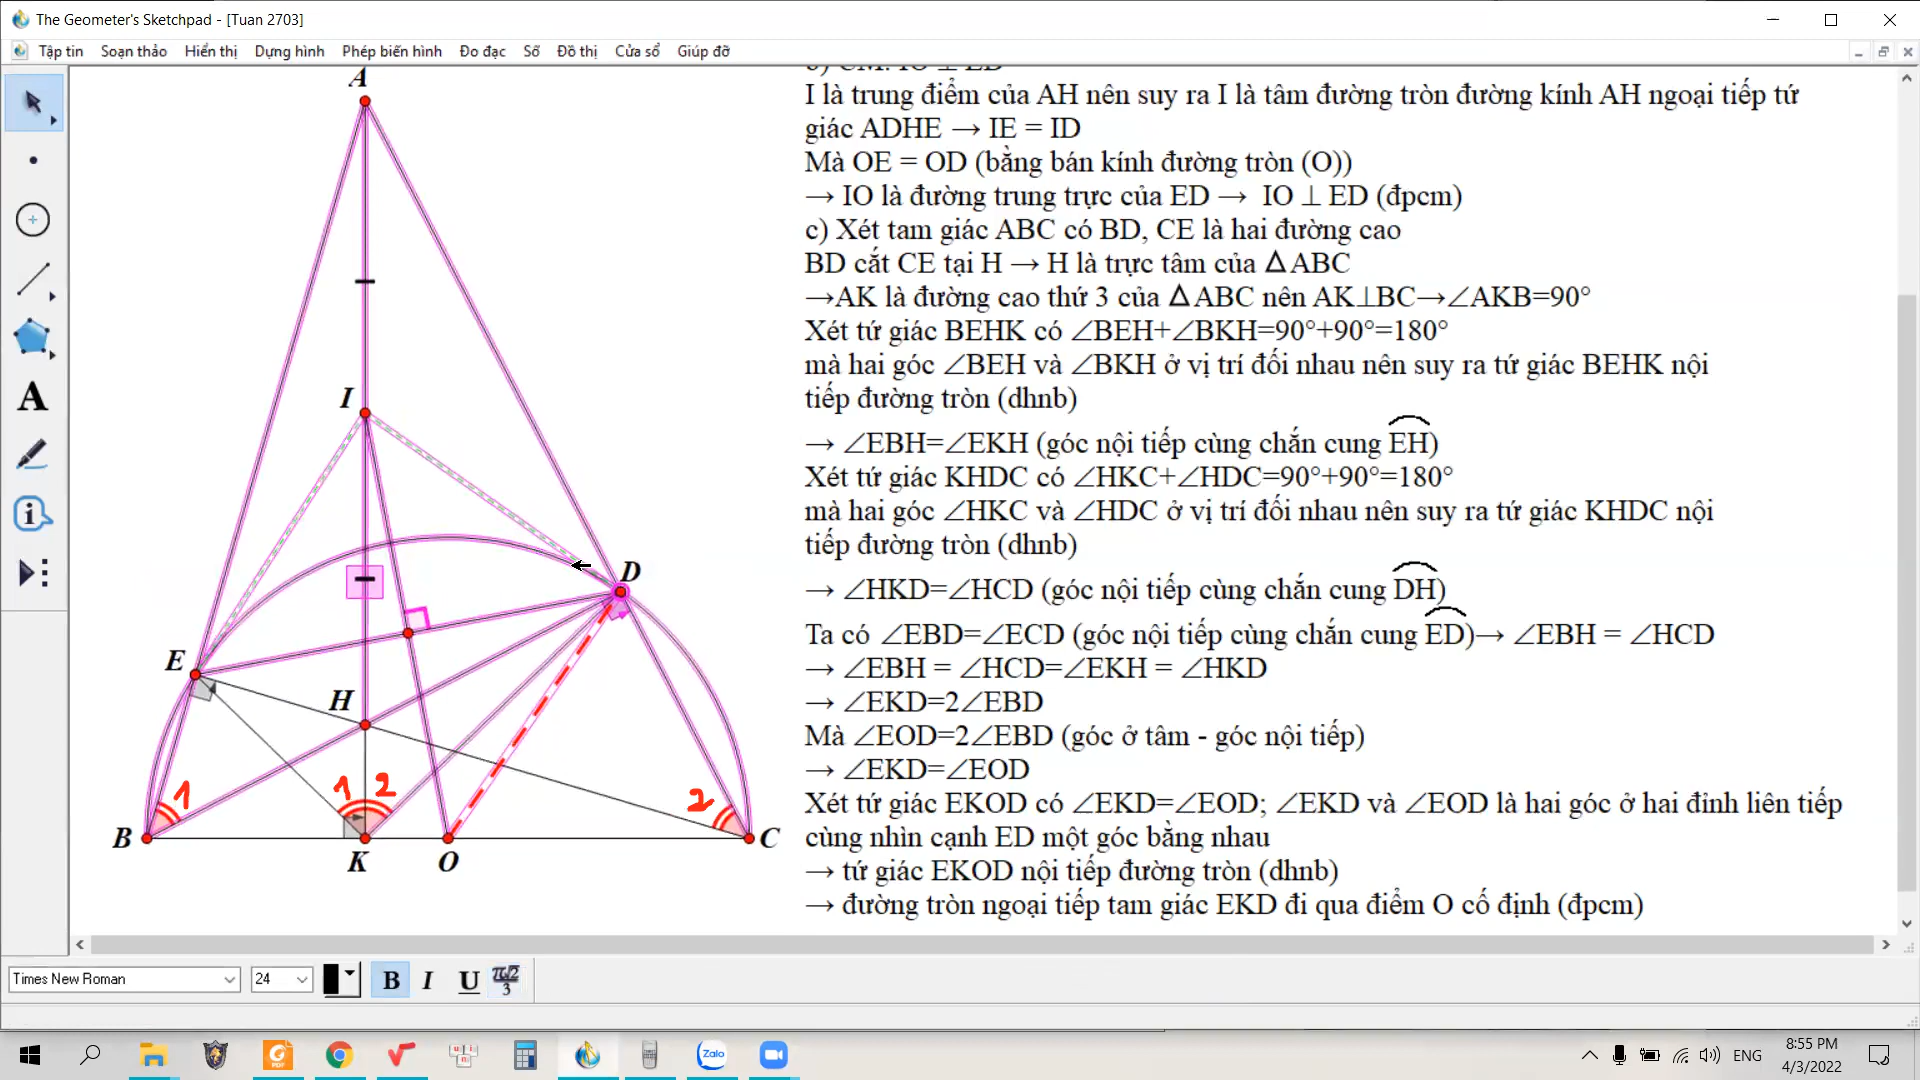 The Geometer's Sketchpad - [Tuan 2703]
Tập tin Soạn thảo Hiển thị Dựng hình Phép biến hình Đo đạc Số Đồ thị Cửa sổ Giúp đỡ
b) CM: IO ⊥ ED
I là trung điểm của AH nên suy ra I là tâm đường tròn đường kính AH ngoại tiếp tứ
giác ADHE → IE = ID
Mà OE = OD (bằng bán kính đường tròn (O))
→ IO là đường trung trực của ED → IO ⊥ ED (đpcm)
c) Xét tam giác ABC có BD, CE là hai đường cao
BD cắt CE tại H → H là trực tâm của ΔABC
→AK là đường cao thứ 3 của ΔABC nên AK⊥BC→∠AKB=90°
Xét tứ giác BEHK có ∠BEH+∠BKH=90°+90°=180°
mà hai góc ∠BEH và ∠BKH ở vị trí đối nhau nên suy ra tứ giác BEHK nội
tiếp đường tròn (dhnb)
→ ∠EBH=∠EKH (góc nội tiếp cùng chắn cung EH)
Xét tứ giác KHDC có ∠HKC+∠HDC=90°+90°=180°
mà hai góc ∠HKC và ∠HDC ở vị trí đối nhau nên suy ra tứ giác KHDC nội
tiếp đường tròn (dhnb)
→ ∠HKD=∠HCD (góc nội tiếp cùng chắn cung DH)
Ta có ∠EBD=∠ECD (góc nội tiếp cùng chắn cung ED)→ ∠EBH = ∠HCD
→ ∠EBH = ∠HCD=∠EKH = ∠HKD
→ ∠EKD=2∠EBD
Mà ∠EOD=2∠EBD (góc ở tâm - góc nội tiếp)
→ ∠EKD=∠EOD
Xét tứ giác EKOD có ∠EKD=∠EOD; ∠EKD và ∠EOD là hai góc ở hai đỉnh liên tiếp
cùng nhìn cạnh ED một góc bằng nhau
→ tứ giác EKOD nội tiếp đường tròn (dhnb)
→ đường tròn ngoại tiếp tam giác EKD đi qua điểm O cố định (đpcm)
A
I
D
E
H
1 1 2 2
B K O C
A
Times New Roman 24 B I U π√2/3
Zalo
ENG
8:55 PM
4/3/2022